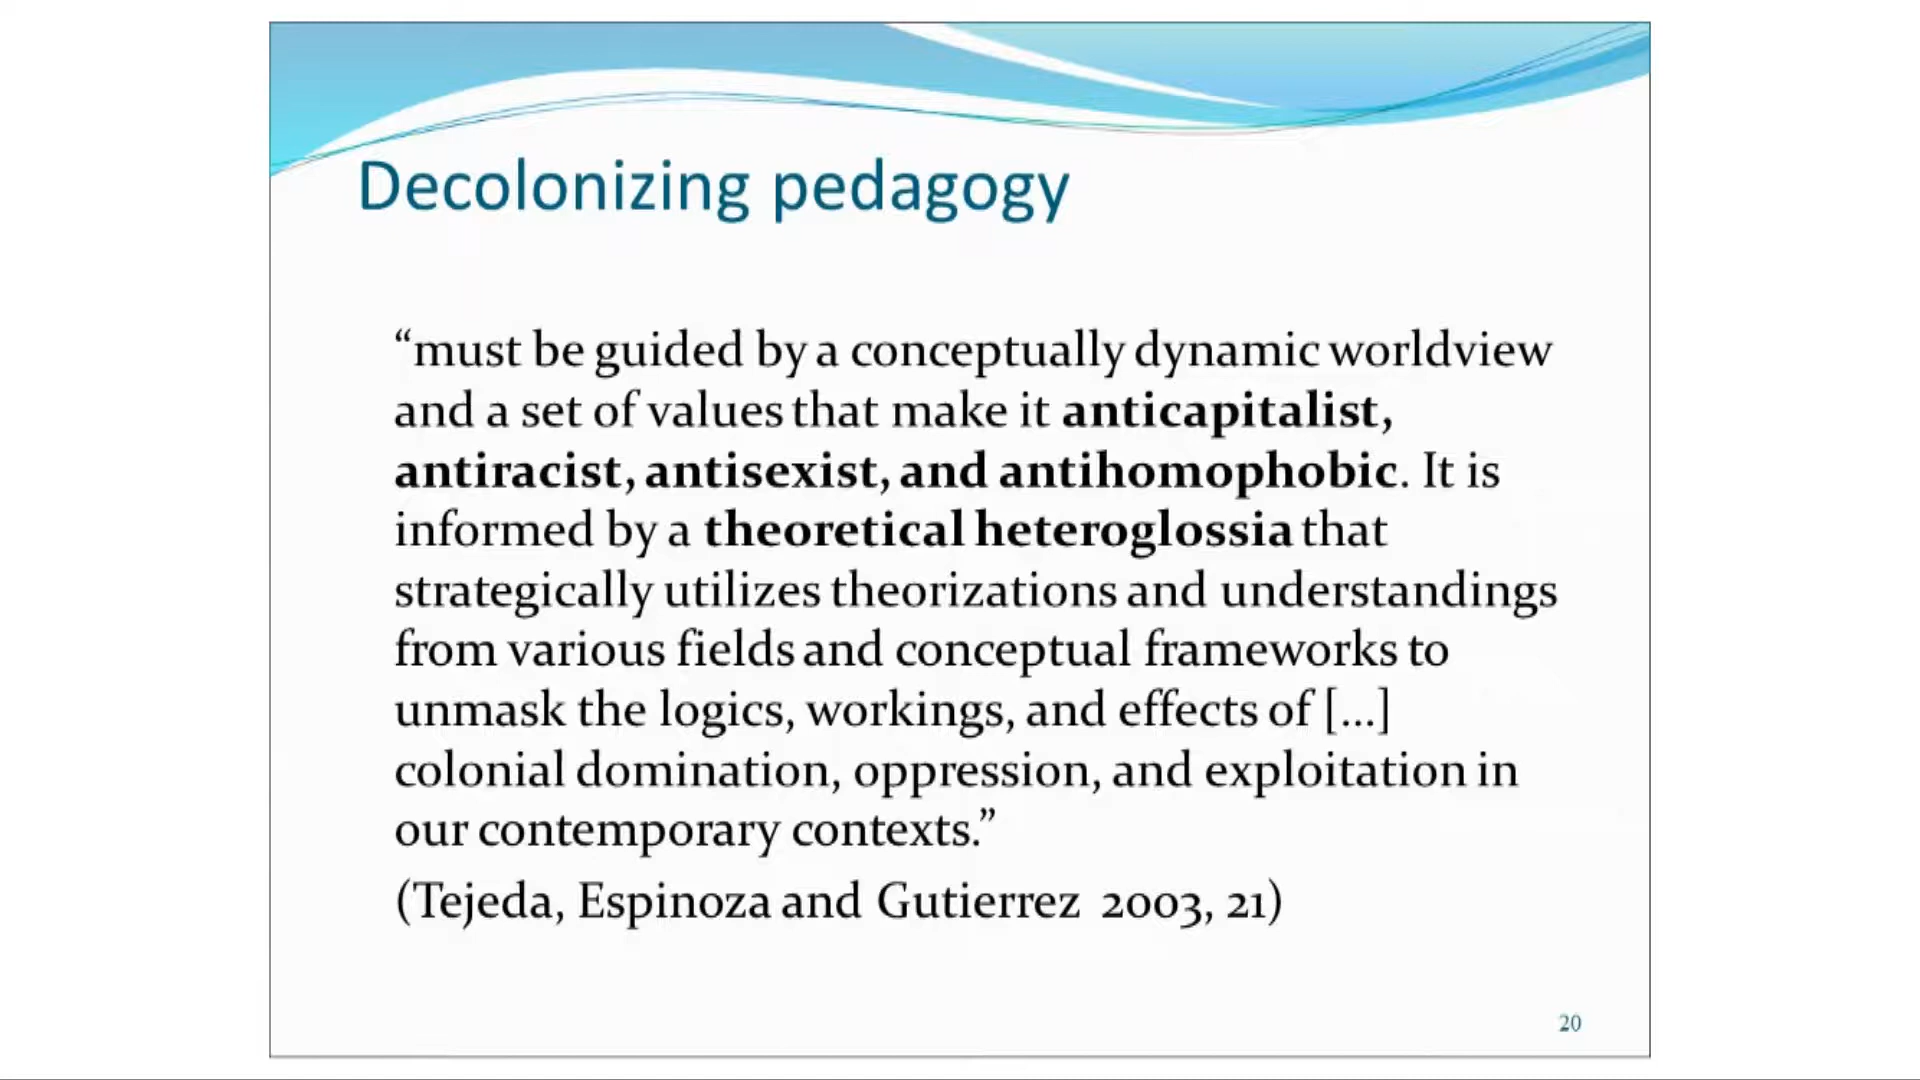 Decolonizing pedagogy
“must be guided by a conceptually dynamic worldview
and a set of values that make it anticapitalist,
antiracist, antisexist, and antihomophobic. It is
informed by a theoretical heteroglossia that
strategically utilizes theorizations and understandings
from various fields and conceptual frameworks to
unmask the logics, workings, and effects of [...]
colonial domination, oppression, and exploitation in
our contemporary contexts.”
(Tejeda, Espinoza and Gutierrez 2003, 21)
20